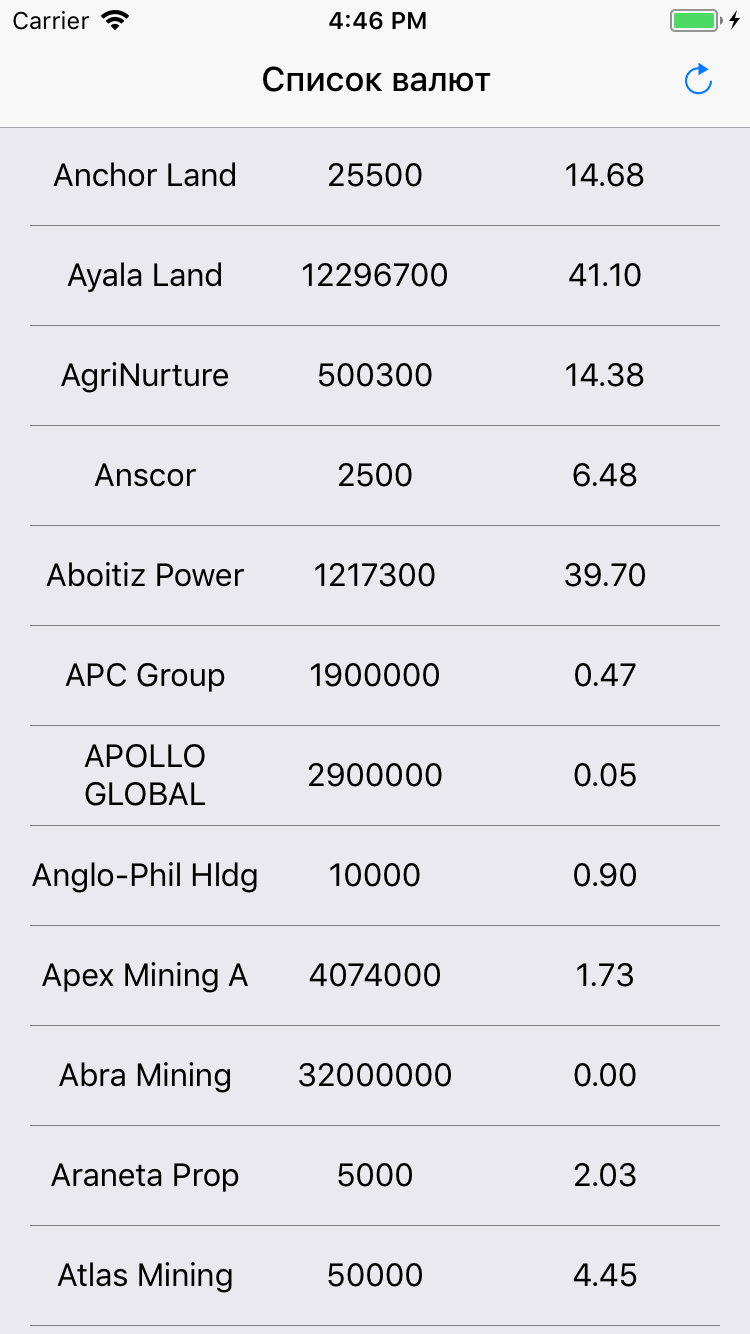 Carrier 4:46 PM
Список валют
Anchor Land 25500 14.68
Ayala Land 12296700 41.10
AgriNurture 500300 14.38
Anscor 2500 6.48
Aboitiz Power 1217300 39.70
APC Group 1900000 0.47
APOLLO
GLOBAL 2900000 0.05
Anglo-Phil Hldg 10000 0.90
Apex Mining A 4074000 1.73
Abra Mining 32000000 0.00
Araneta Prop 5000 2.03
Atlas Mining 50000 4.45